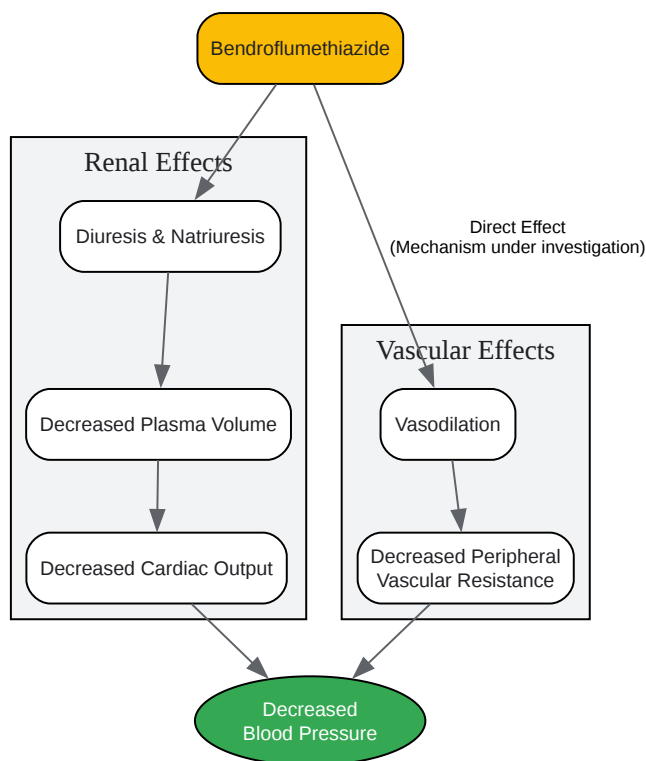 Bendroflumethiazide
Renal Effects
Diuresis & Natriuresis
Direct Effect
(Mechanism under investigation)
Vascular Effects
Decreased Plasma Volume
Vasodilation
Decreased Cardiac Output
Decreased Peripheral
Vascular Resistance
Decreased
Blood Pressure